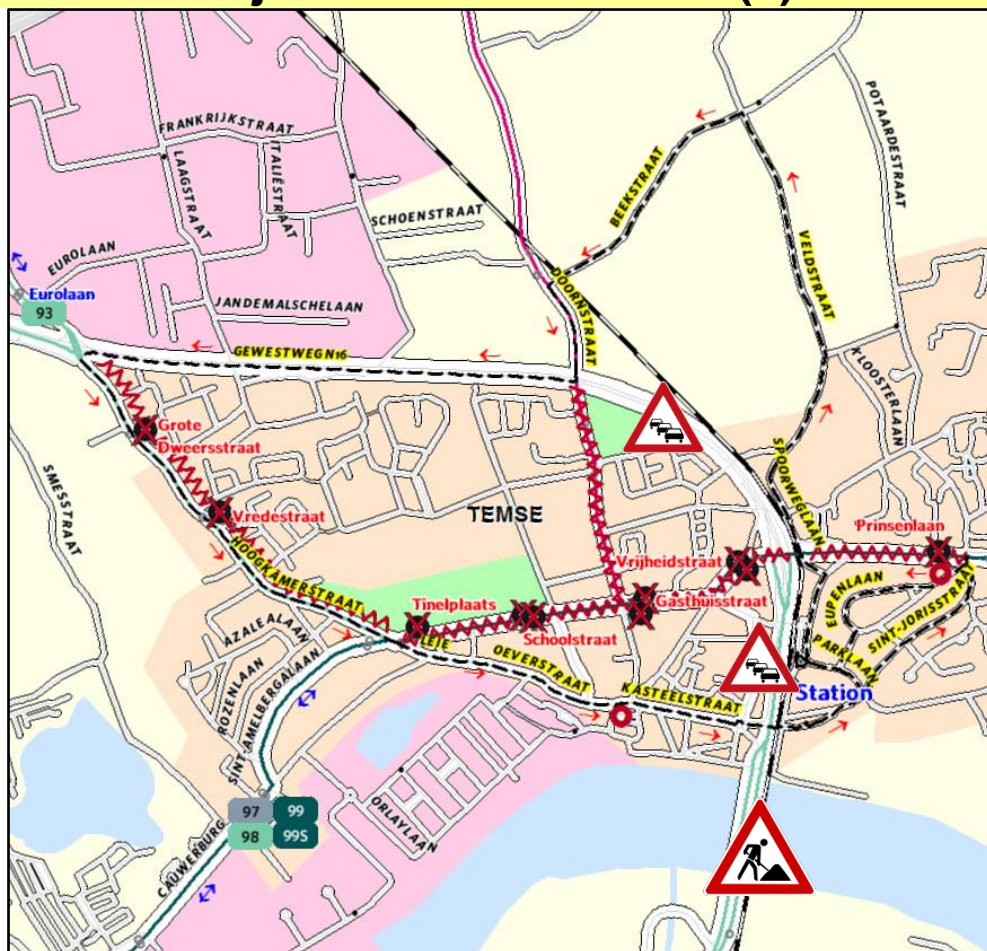 FRANKRIJKSTRAAT
LAAGSTRAAT
ITALIËSTRAAT
SCHOENSTRAAT
EUROLAAN
Eurolaan
93
JANDEMALSCHELAAN
GEWESTWEGN16
BEEKSTRAAT
DOORNSTRAAT
POTAARDESTRAAT
VELDSTRAAT
KLOOSTERLAAN
SPOORWEGLAAN
Grote
Dweersstraat
Vredestraat
SMESSTRAAT
TEMSE
HOOGKAMERSTRAAT
Prinsenlaan
Vrijheidstraat
Gasthuisstraat
Tinelplaats
Schoolstraat
EUPENLAAN
SINT-JORISSTRAAT
PARKLAAN
Station
OEVERSTRAAT
KASTEELSTRAAT
AZALEALAAN
ROZENLAAN
SINT-AMELBERGALAAN
97
99
98
99S
ORLAYLAAN
CAUWERBURG